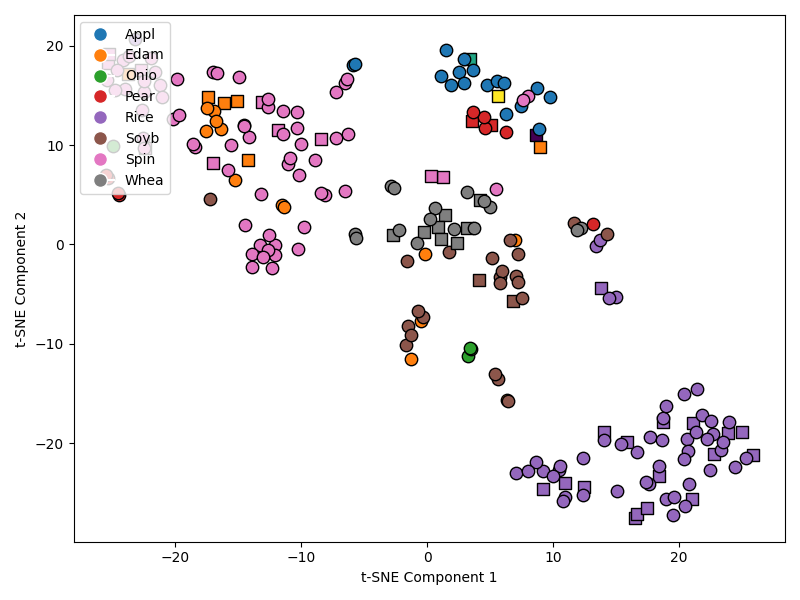 20
10
0
−10
−20
−20
−10
0
10
20
t-SNE Component 2
t-SNE Component 1
Appl
Edam
Onio
Pear
Rice
Soyb
Spin
Whea